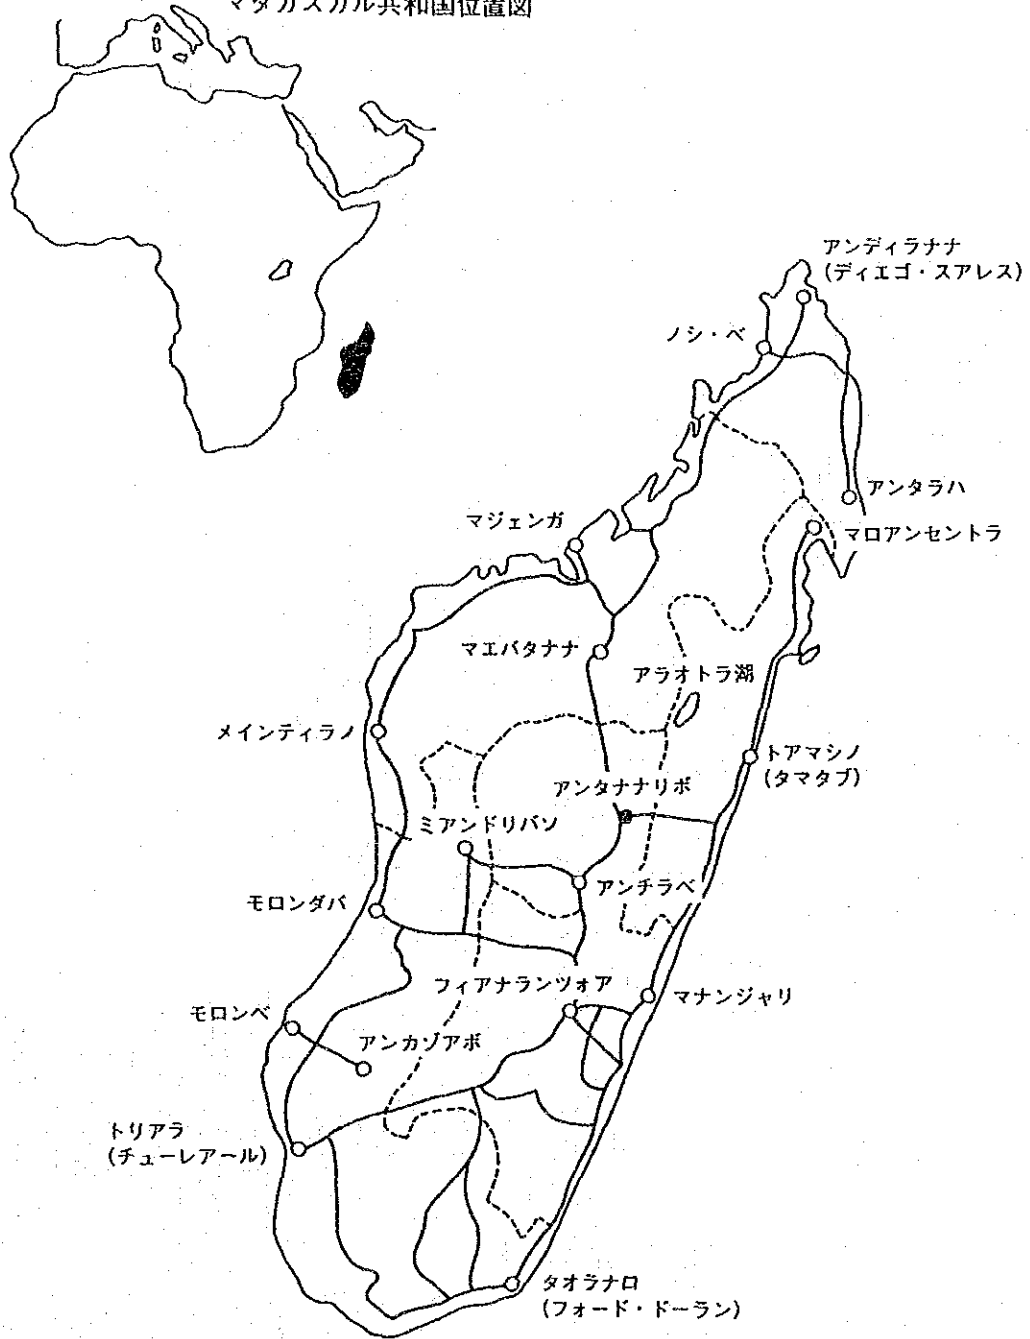 マダガスカル共和国位置図
アンディラナナ
(ディエゴ・スアレス)
ノシ・ベ
アンタラハ
マジェンガ
マロアンセントラ
マエバタナナ
アラオトラ湖
メインティラノ
トアマシノ
(タマタブ)
アンタナナリボ
ミアンドリバソ
アンチラベ
モロンダバ
フィアナランツォア
マナンジャリ
モロンベ
アンカゾアボ
トリアラ
(チューレアール)
タオラナロ
(フォード・ドーラン)